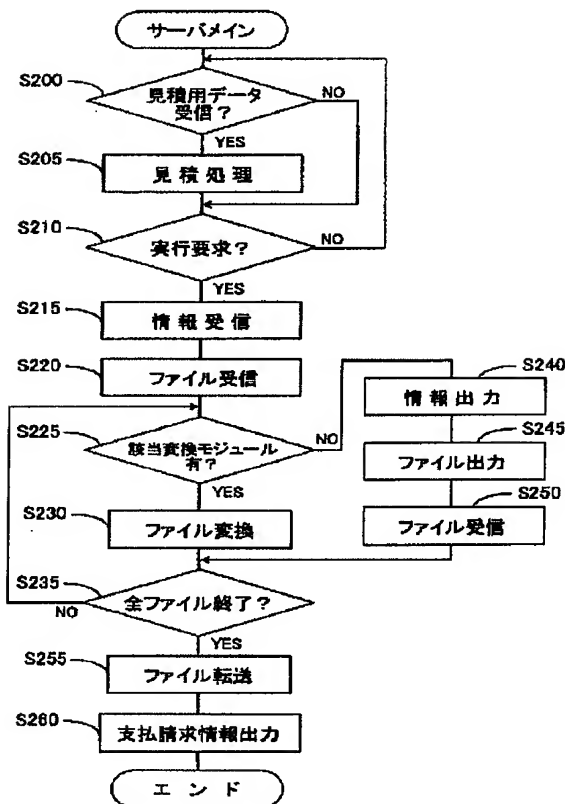 サーバメイン
S200
見積用データ
受信？
NO
YES
S205
見積処理
S210
実行要求？
NO
YES
S215
情報受信
S220
ファイル受信
S225
該当変換モジュール
有？
NO
YES
S230
ファイル変換
S240
情報出力
S245
ファイル出力
S250
ファイル受信
S235
全ファイル終了？
NO
YES
S255
ファイル転送
S260
支払請求情報出力
エンド